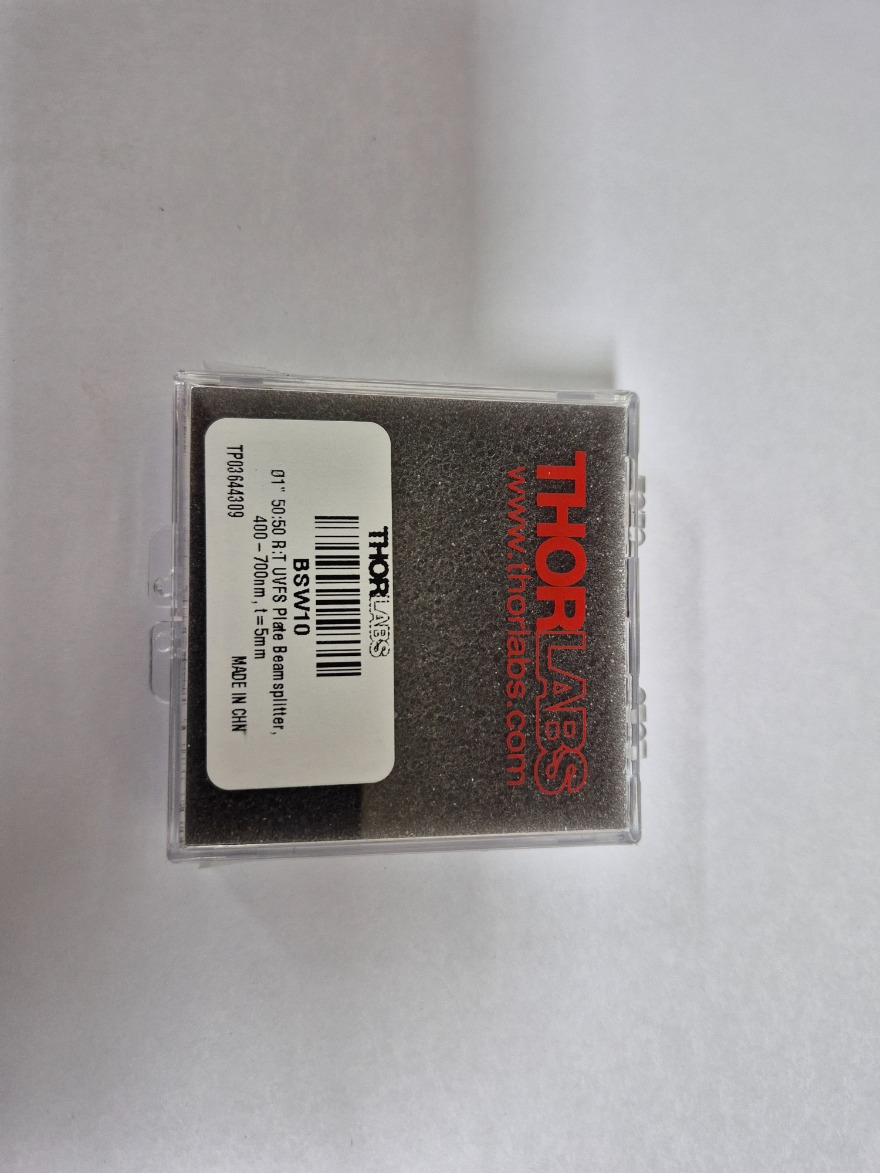 THORLABS
www.thorlabs.com
THORLABS
BSW10
Ø1" 50:50 R:T UVFS Plate Beamsplitter,
400 - 700nm, t=5mm
TP03644309 MADE IN CHN